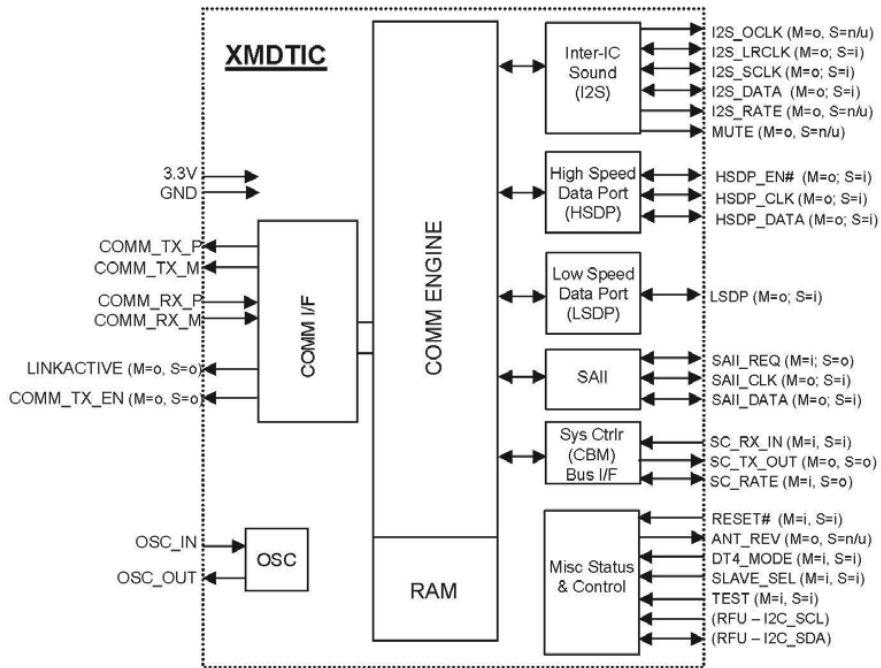 XMDTIC
3.3V
GND
COMM_TX_P
COMM_TX_M
COMM_RX_P
COMM_RX_M
LINKACTIVE (M=o, S=o)
COMM_TX_EN (M=o, S=o)
OSC_IN
OSC_OUT
COMM I/F
OSC
COMM ENGINE
RAM
Inter-IC
Sound
(I2S)
High Speed
Data Port
(HSDP)
Low Speed
Data Port
(LSDP)
SAII
Sys Ctrlr
(CBM)
Bus I/F
Misc Status
& Control
I2S_OCLK (M=o, S=n/u)
I2S_LRCLK (M=o; S=i)
I2S_SCLK (M=o; S=i)
I2S_DATA (M=o; S=i)
I2S_RATE (M=o, S=n/u)
MUTE (M=o, S=n/u)
HSDP_EN# (M=o; S=i)
HSDP_CLK (M=o; S=i)
HSDP_DATA (M=o; S=i)
LSDP (M=o; S=i)
SAII_REQ (M=i; S=o)
SAII_CLK (M=o; S=i)
SAII_DATA (M=o; S=i)
SC_RX_IN (M=i, S=i)
SC_TX_OUT (M=o, S=o)
SC_RATE (M=i, S=o)
RESET# (M=i, S=i)
ANT_REV (M=o, S=n/u)
DT4_MODE (M=i, S=i)
SLAVE_SEL (M=i, S=i)
TEST (M=i, S=i)
(RFU – I2C_SCL)
(RFU – I2C_SDA)